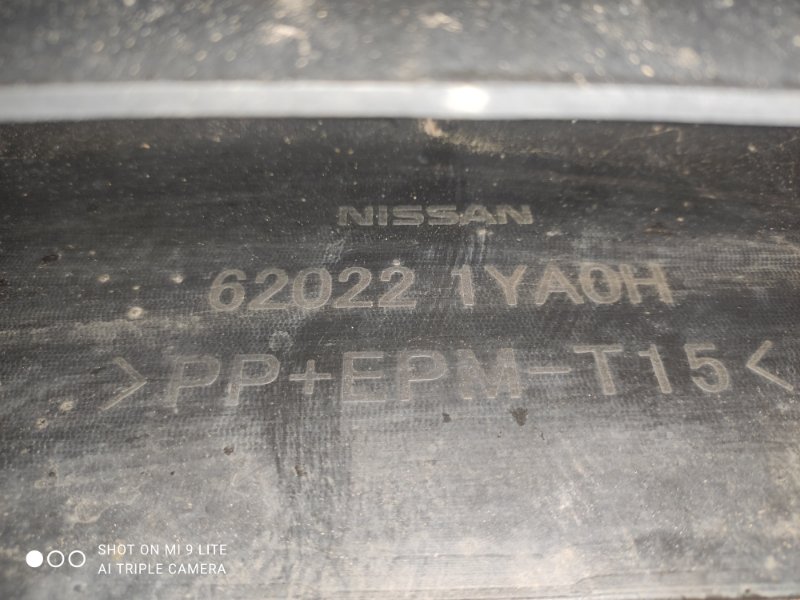 NISSAN
62022 1YA0H
>PP+EPM-T15<
SHOT ON MI 9 LITE
AI TRIPLE CAMERA